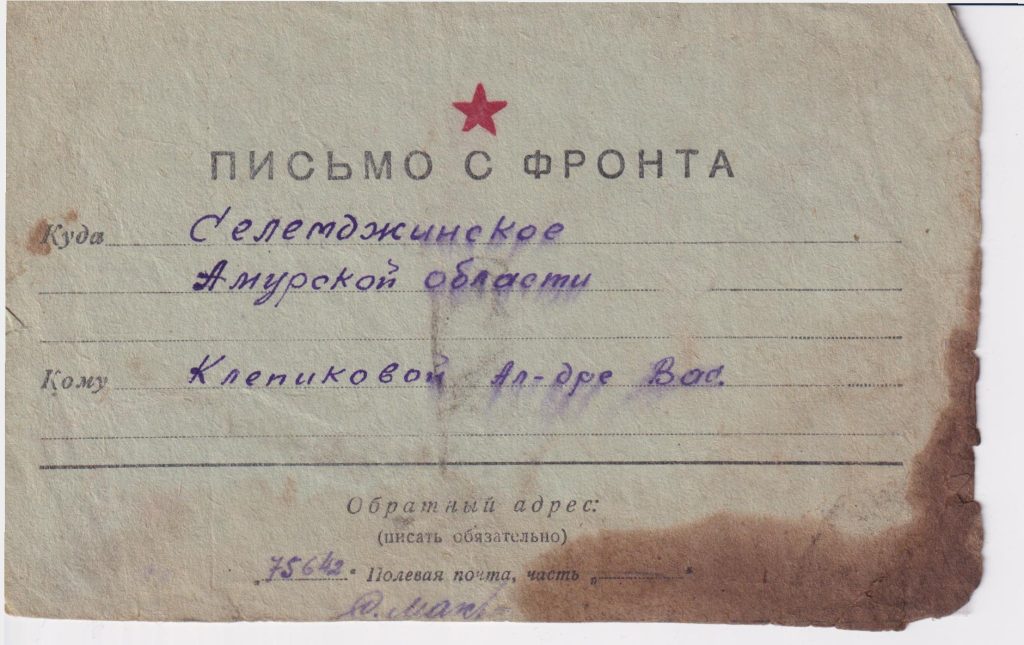 ПИСЬМО С ФРОНТА
Куда Селемджинское
Амурской области
Кому Клепиковой Ал-дре Вас.
Обратный адрес:
(писать обязательно)
„75642“ Полевая почта, часть „ “